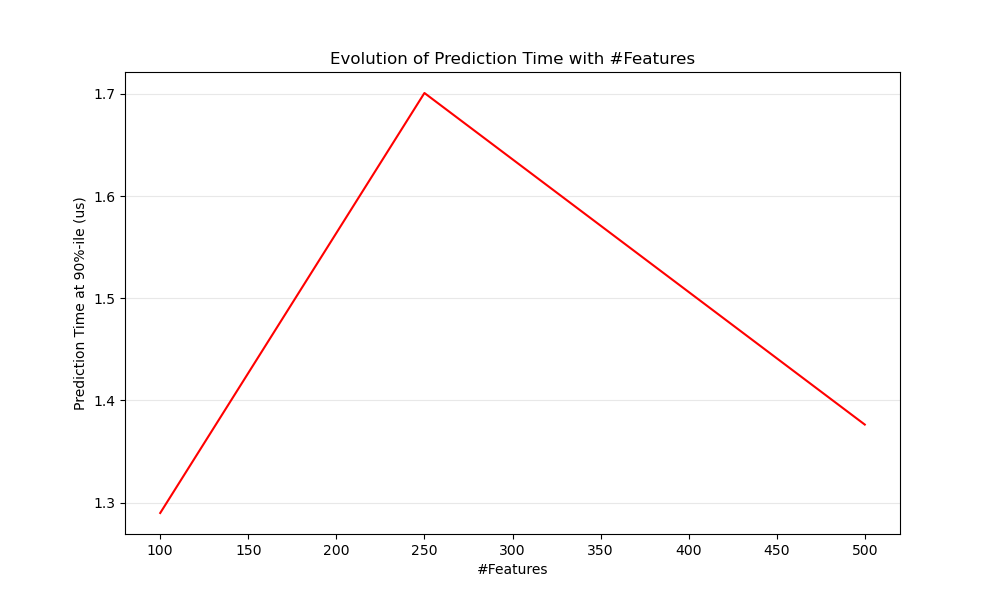 Evolution of Prediction Time with #Features
Prediction Time at 90%-ile (us)
1.7
1.6
1.5
1.4
1.3
100 150 200 250 300 350 400 450 500
#Features